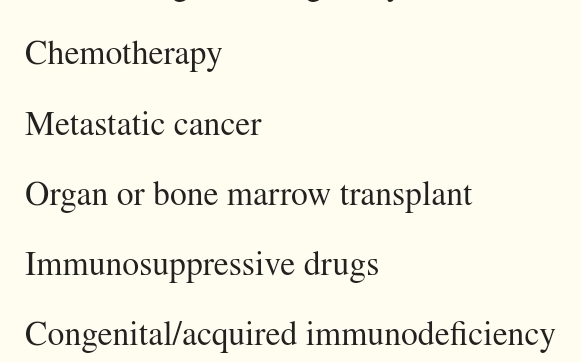 Chemotherapy
Metastatic cancer
Organ or bone marrow transplant
Immunosuppressive drugs
Congenital/acquired immunodeficiency